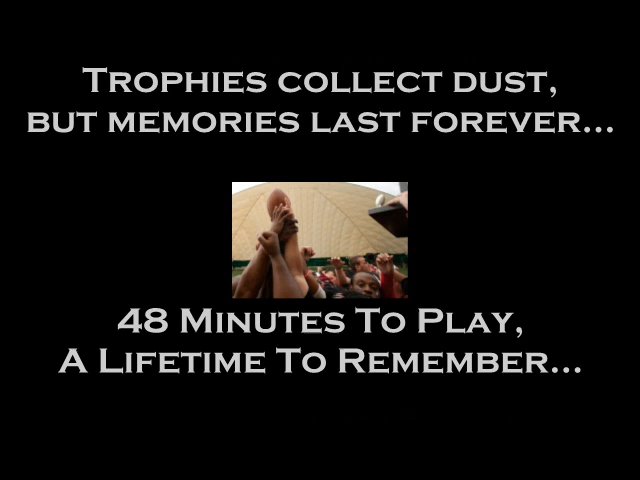 Trophies collect dust,
but memories last forever...
48 Minutes To Play,
A Lifetime To Remember...